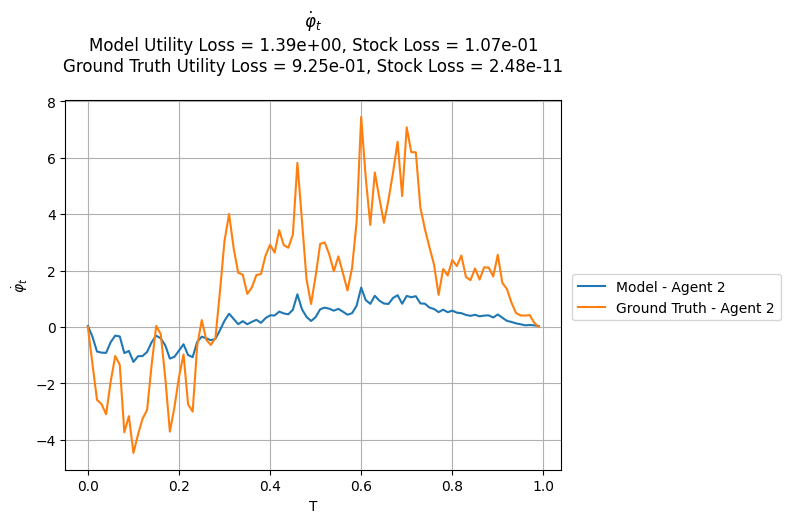 φ̇_t
Model Utility Loss = 1.39e+00, Stock Loss = 1.07e-01
Ground Truth Utility Loss = 9.25e-01, Stock Loss = 2.48e-11
8
6
4
2
0
−2
−4
φ̇_t
0.0 0.2 0.4 0.6 0.8 1.0
T
Model - Agent 2
Ground Truth - Agent 2